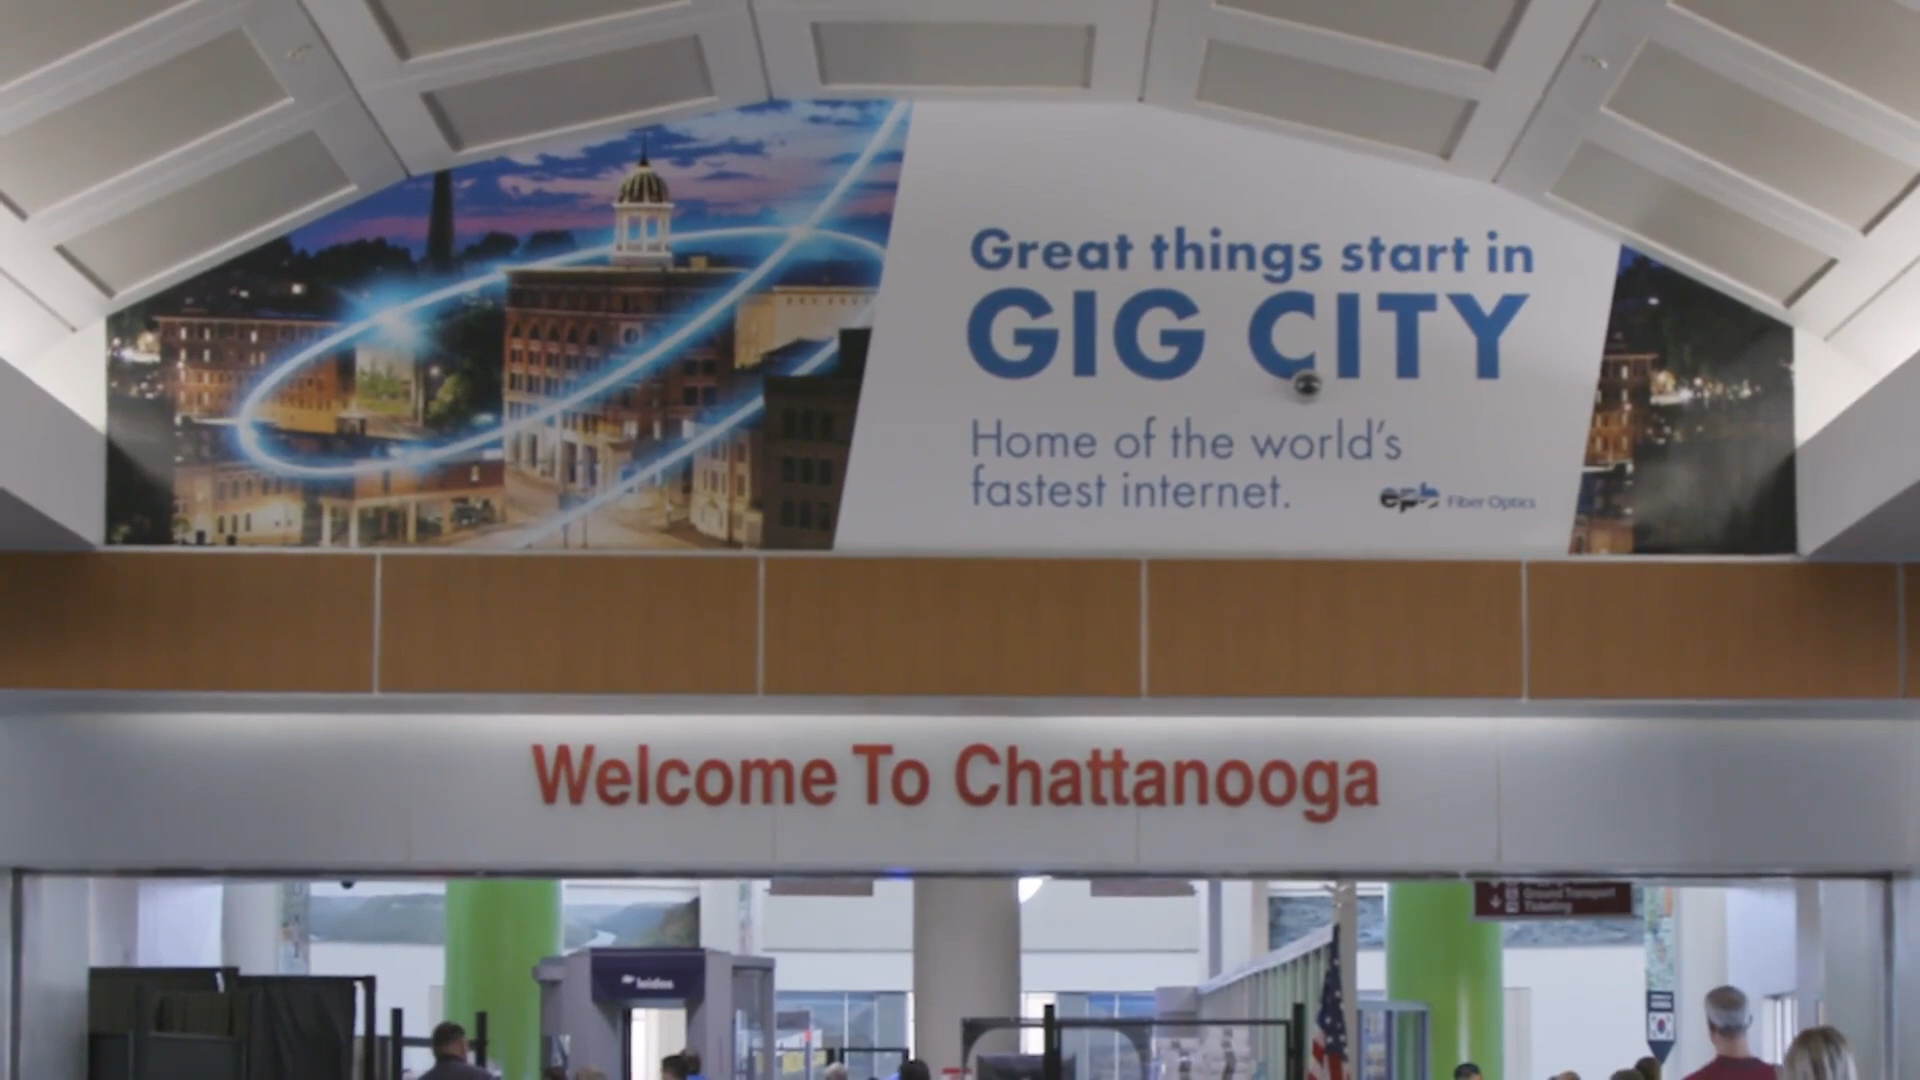 Great things start in
GIG CITY
Home of the world's
fastest internet.
epb Fiber Optics
Welcome To Chattanooga
Ground Transport
Ticketing
leidos